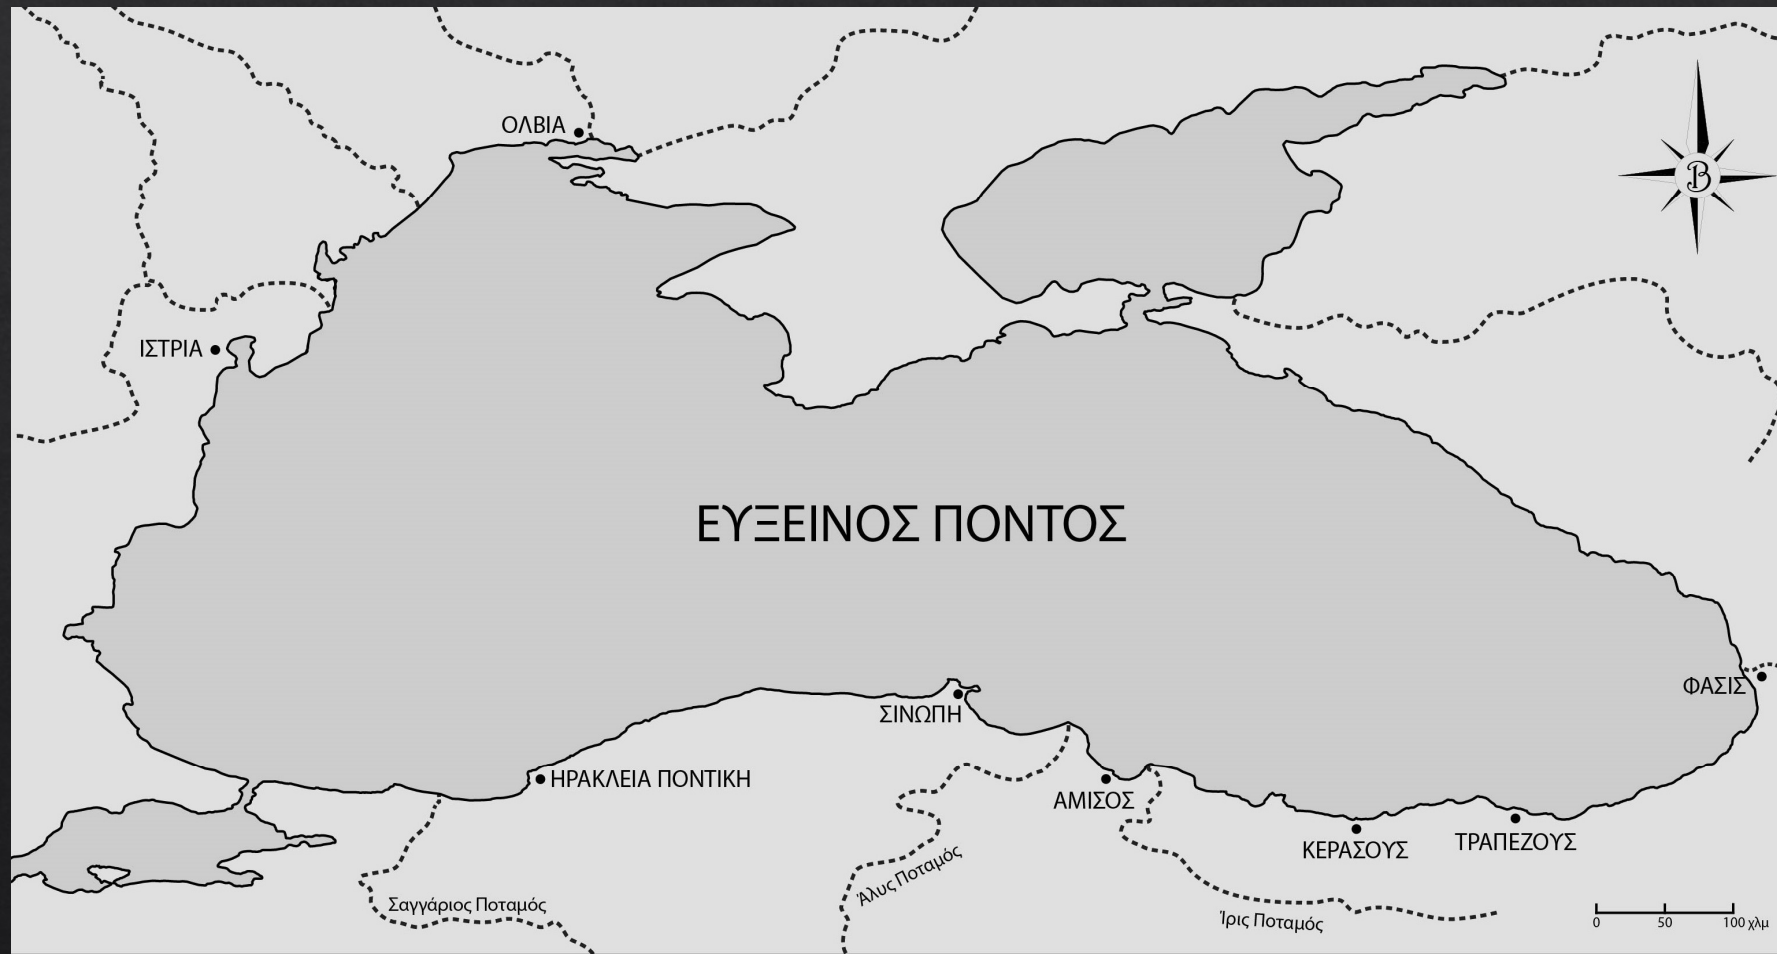 ΟΛΒΙΑ
Β
ΙΣΤΡΙΑ
ΕΥΞΕΙΝΟΣ ΠΟΝΤΟΣ
ΦΑΣΙΣ
ΣΙΝΩΠΗ
ΗΡΑΚΛΕΙΑ ΠΟΝΤΙΚΗ
ΑΜΙΣΟΣ
ΚΕΡΑΣΟΥΣ
ΤΡΑΠΕΖΟΥΣ
Σαγγάριος Ποταμός
Άλυς Ποταμός
Ίρις Ποταμός
0 50 100 χλμ